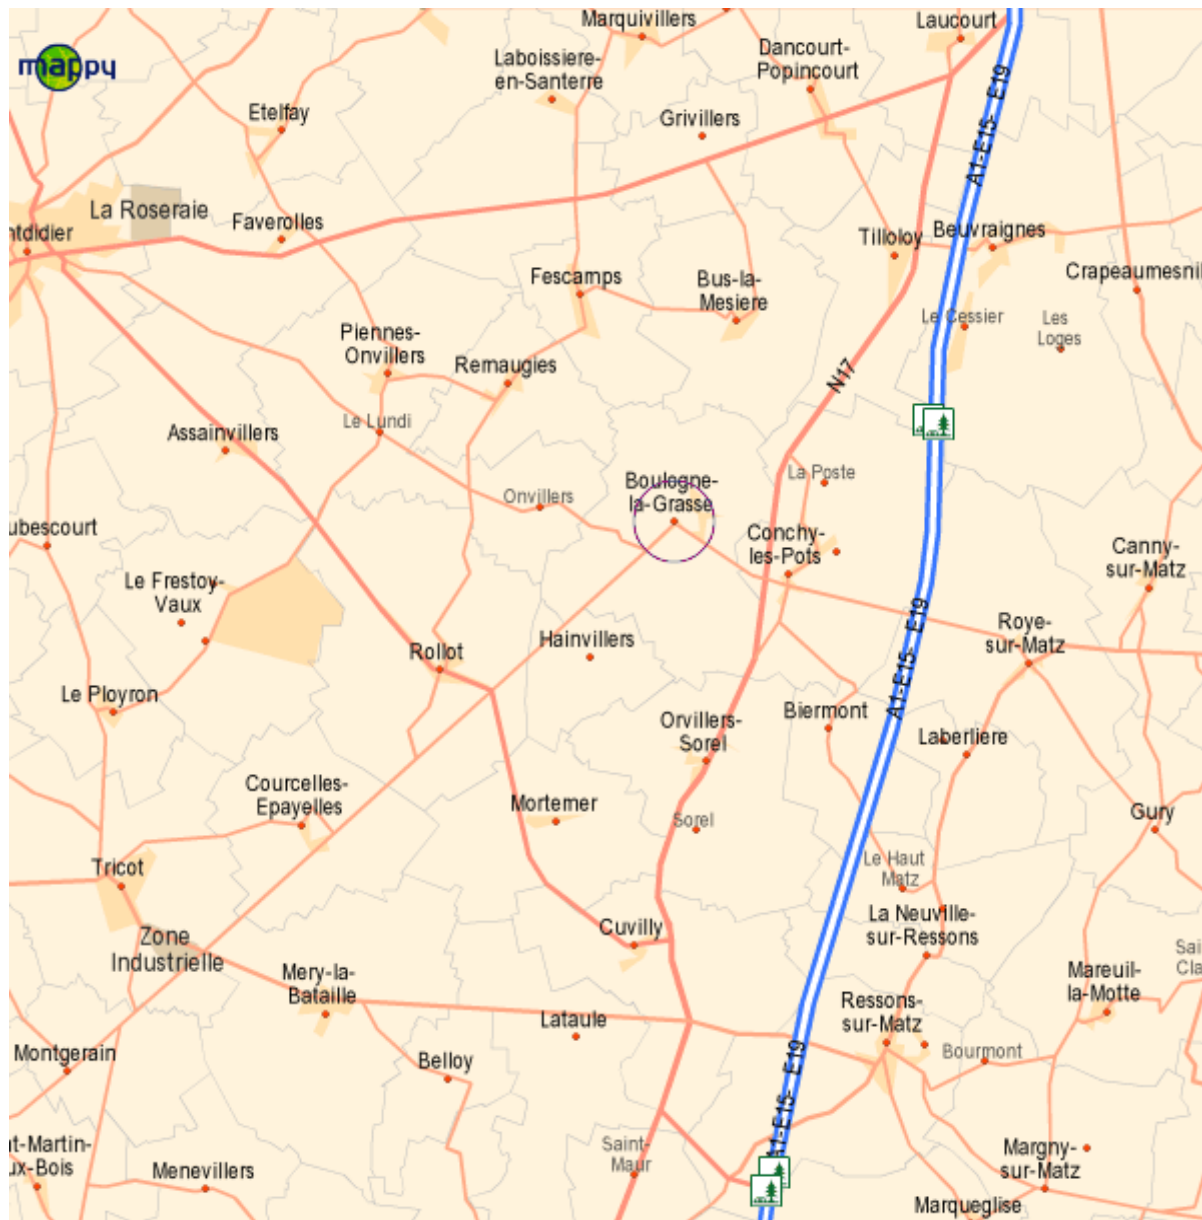 Marquivillers
Laucourt
mappy
Laboissiere-
en-Santerre
Dancourt-
Popincourt
Etelfay
Grivillers
A1-E15- E19
La Roseraie
Faverolles
ntdidier
Tilloloy
Beuvraignes
Fescamps
Bus-la-
Mesiere
Crapeaumesnil
Le Cessier
Les
Loges
Piennes-
Onvillers
Remaugies
N17
Le Lundi
Assainvillers
La Poste
Boulogne-
la-Grasse
Onvillers
ubescourt
Conchy-
les-Pots
Canny-
sur-Matz
Le Frestoy-
Vaux
A1-E15- E19
Roye-
sur-Matz
Hainvillers
Rollot
Le Ployron
Biermont
Orvillers-
Sorel
Laberliere
Courcelles-
Epayelles
Mortemer
Sorel
Gury
Tricot
Le Haut
Matz
La Neuville-
sur-Ressons
Cuvilly
Zone
Industrielle
Sai
Cla
Mery-la-
Bataille
Mareuil-
la-Motte
Ressons-
sur-Matz
Lataule
Montgerain
Belloy
Bourmont
A1-E15- E19
nt-Martin-
ux-Bois
Menevillers
Saint-
Maur
Margny-
sur-Matz
Marqueglise